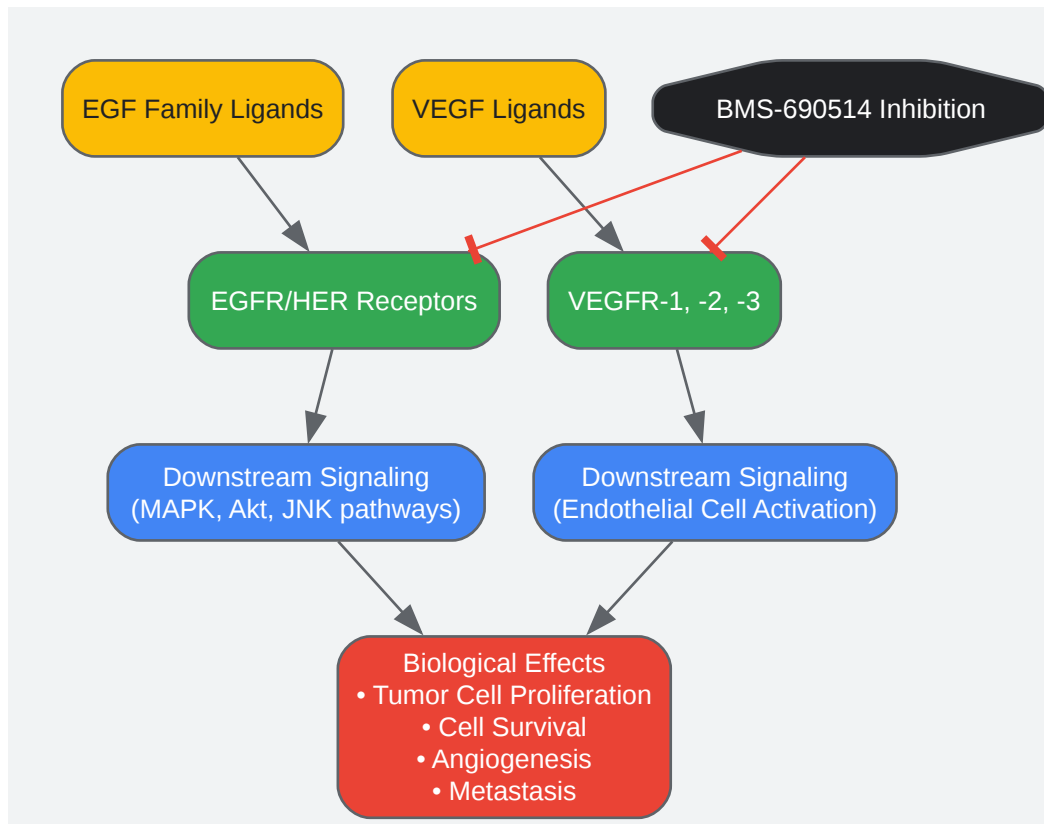 EGF Family Ligands
VEGF Ligands
BMS-690514 Inhibition
EGFR/HER Receptors
VEGFR-1, -2, -3
Downstream Signaling
(MAPK, Akt, JNK pathways)
Downstream Signaling
(Endothelial Cell Activation)
Biological Effects
• Tumor Cell Proliferation
• Cell Survival
• Angiogenesis
• Metastasis